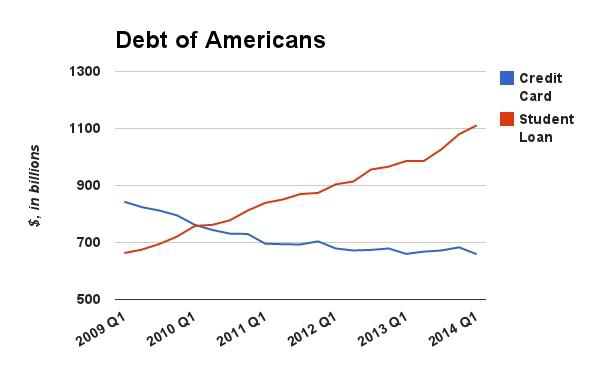 Debt of Americans
1300
1100
900
700
500
$, in billions
2009 Q1
2010 Q1
2011 Q1
2012 Q1
2013 Q1
2014 Q1
Credit
Card
Student
Loan